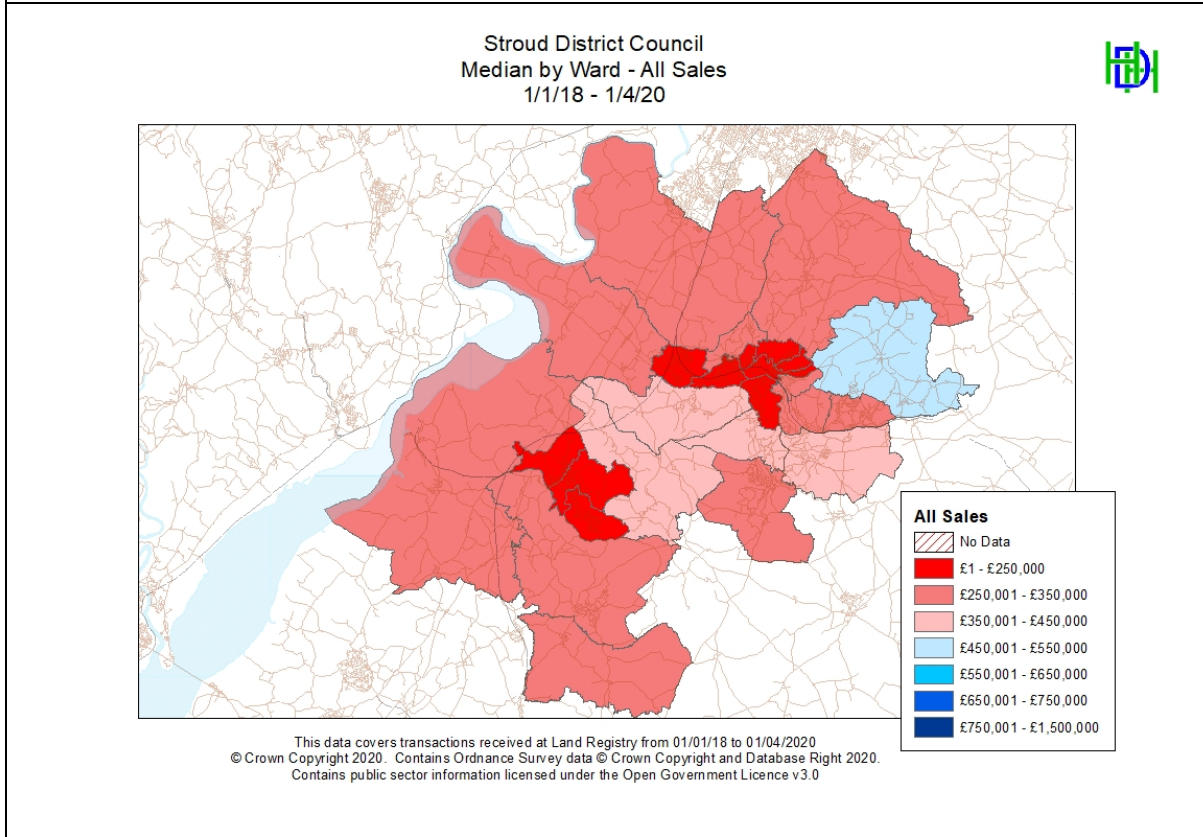 Stroud District Council
Median by Ward - All Sales
1/1/18 - 1/4/20
HDH
All Sales
No Data
£1 - £250,000
£250,001 - £350,000
£350,001 - £450,000
£450,001 - £550,000
£550,001 - £650,000
£650,001 - £750,000
£750,001 - £1,500,000
This data covers transactions received at Land Registry from 01/01/18 to 01/04/2020
© Crown Copyright 2020.  Contains Ordnance Survey data © Crown Copyright and Database Right 2020.
Contains public sector information licensed under the Open Government Licence v3.0